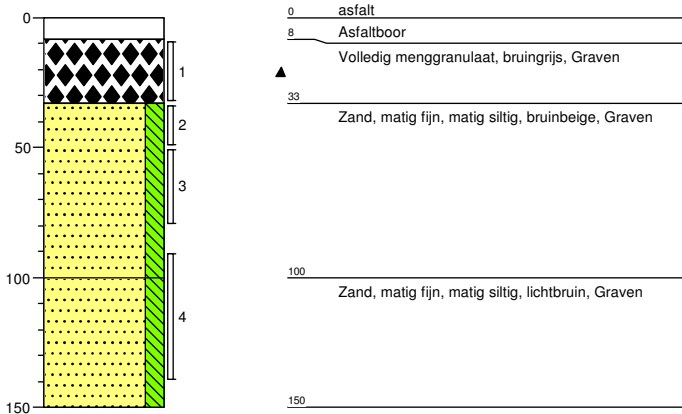 0
50
100
150
1
2
3
4
0 asfalt
8 Asfaltboor
Volledig menggranulaat, bruingrijs, Graven
33
Zand, matig fijn, matig siltig, bruinbeige, Graven
100
Zand, matig fijn, matig siltig, lichtbruin, Graven
150